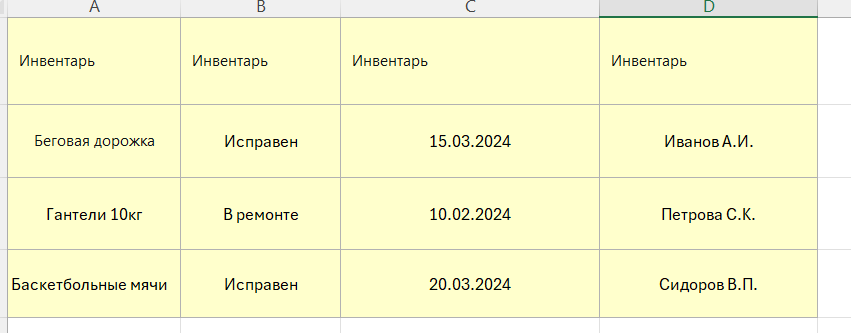 A B C D
Инвентарь Инвентарь Инвентарь Инвентарь
Беговая дорожка Исправен 15.03.2024 Иванов А.И.
Гантели 10кг В ремонте 10.02.2024 Петрова С.К.
Баскетбольные мячи Исправен 20.03.2024 Сидоров В.П.